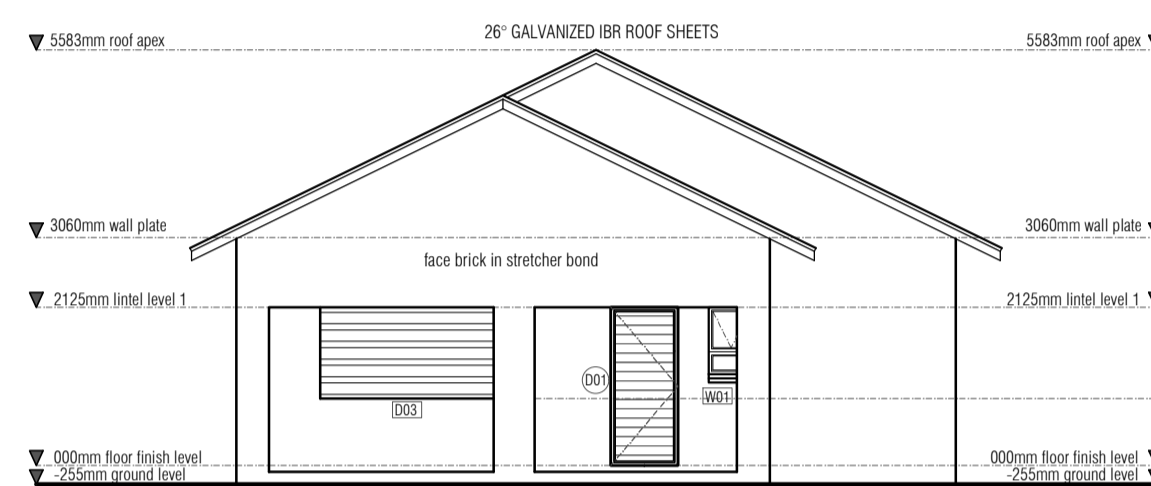 26° GALVANIZED IBR ROOF SHEETS
5583mm roof apex
5583mm roof apex
3060mm wall plate
3060mm wall plate
face brick in stretcher bond
2125mm lintel level 1
2125mm lintel level 1
D01
W01
D03
000mm floor finish level
000mm floor finish level
-255mm ground level
-255mm ground level